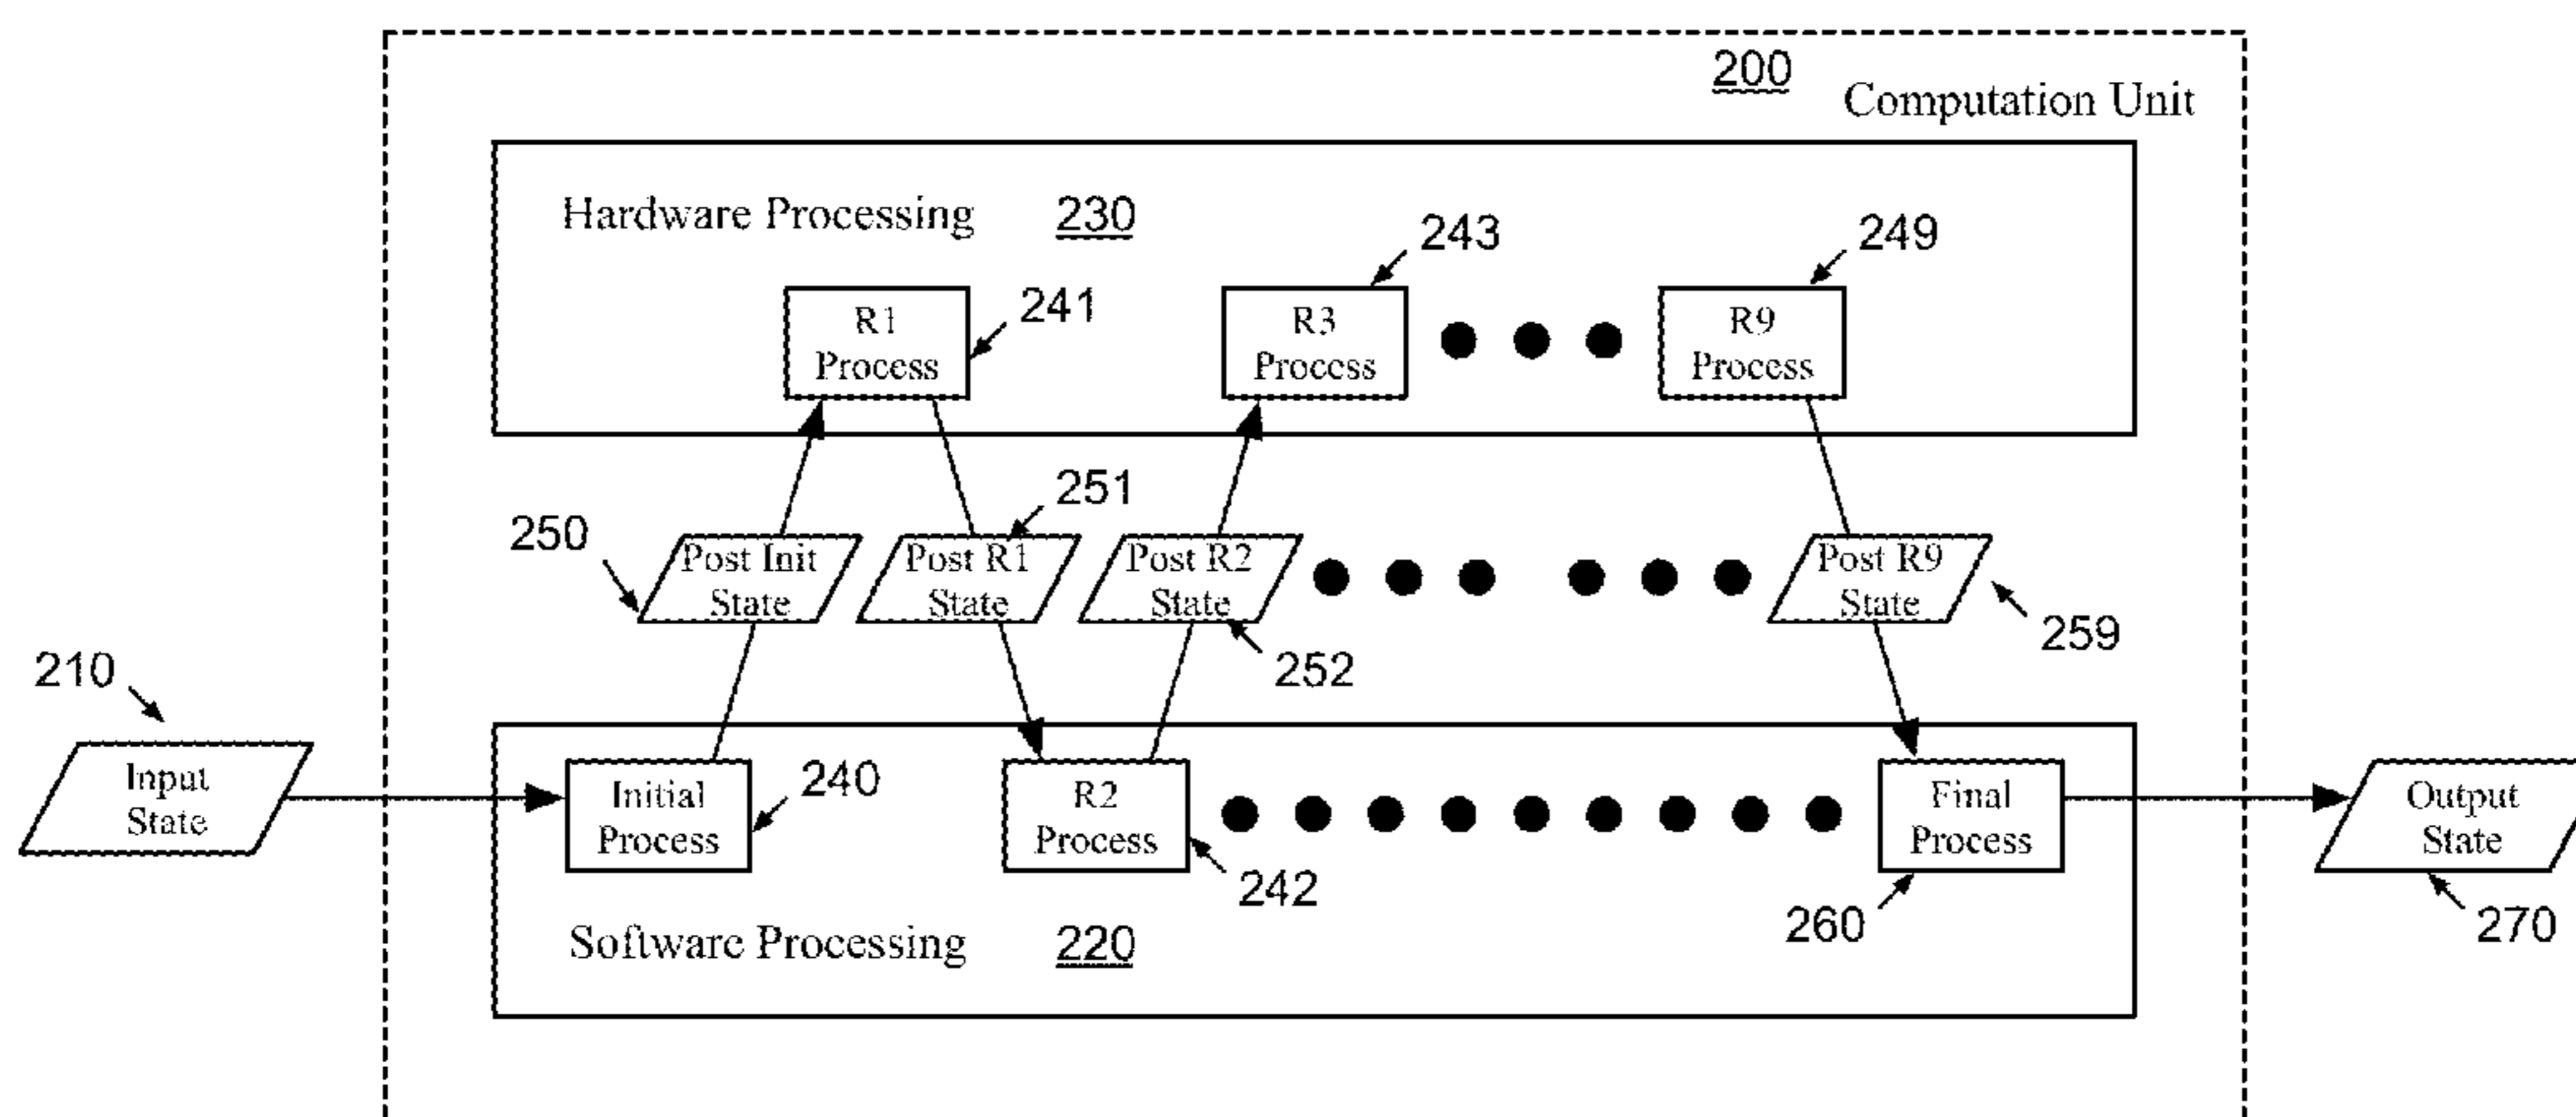 200
Computation Unit
Hardware Processing 230
243
249
241
R1
Process
R3
Process
R9
Process
251
250
Post Init
State
Post R1
State
Post R2
State
Post R9
State
259
252
210
Input
State
Initial
Process
240
R2
Process
242
Final
Process
260
Output
State
270
Software Processing 220